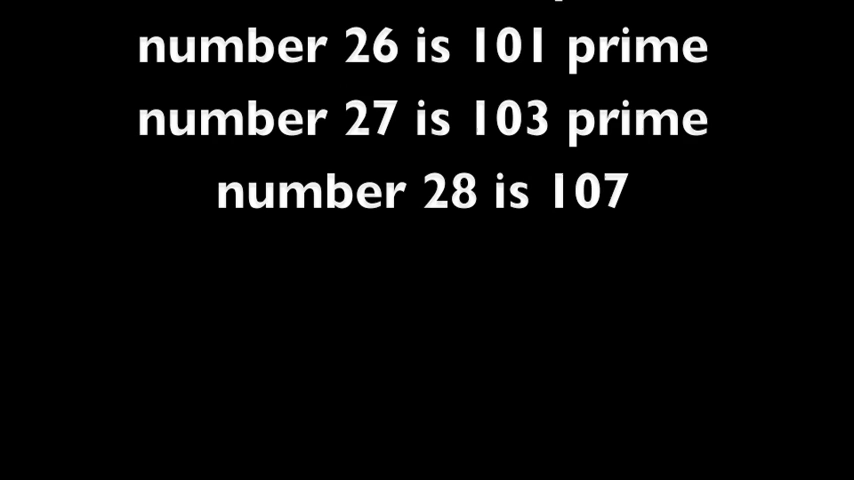 number 26 is 101 prime
number 27 is 103 prime
number 28 is 107